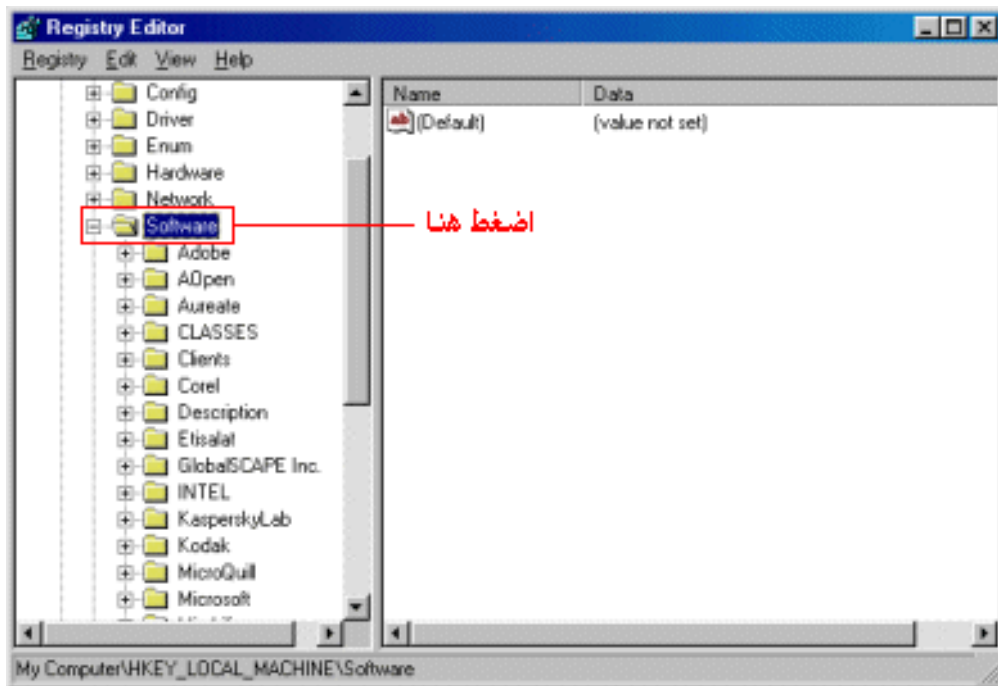 Registry Editor
Registry Edit View Help
Config
Driver
Enum
Hardware
Network
Software
اضغط هنا
Adobe
AOpen
Aureate
CLASSES
Clients
Corel
Description
Etisalat
GlobalSCAPE Inc.
INTEL
KasperskyLab
Kodak
MicroQuill
Microsoft
Name Data
(Default) (value not set)
My Computer\HKEY_LOCAL_MACHINE\Software